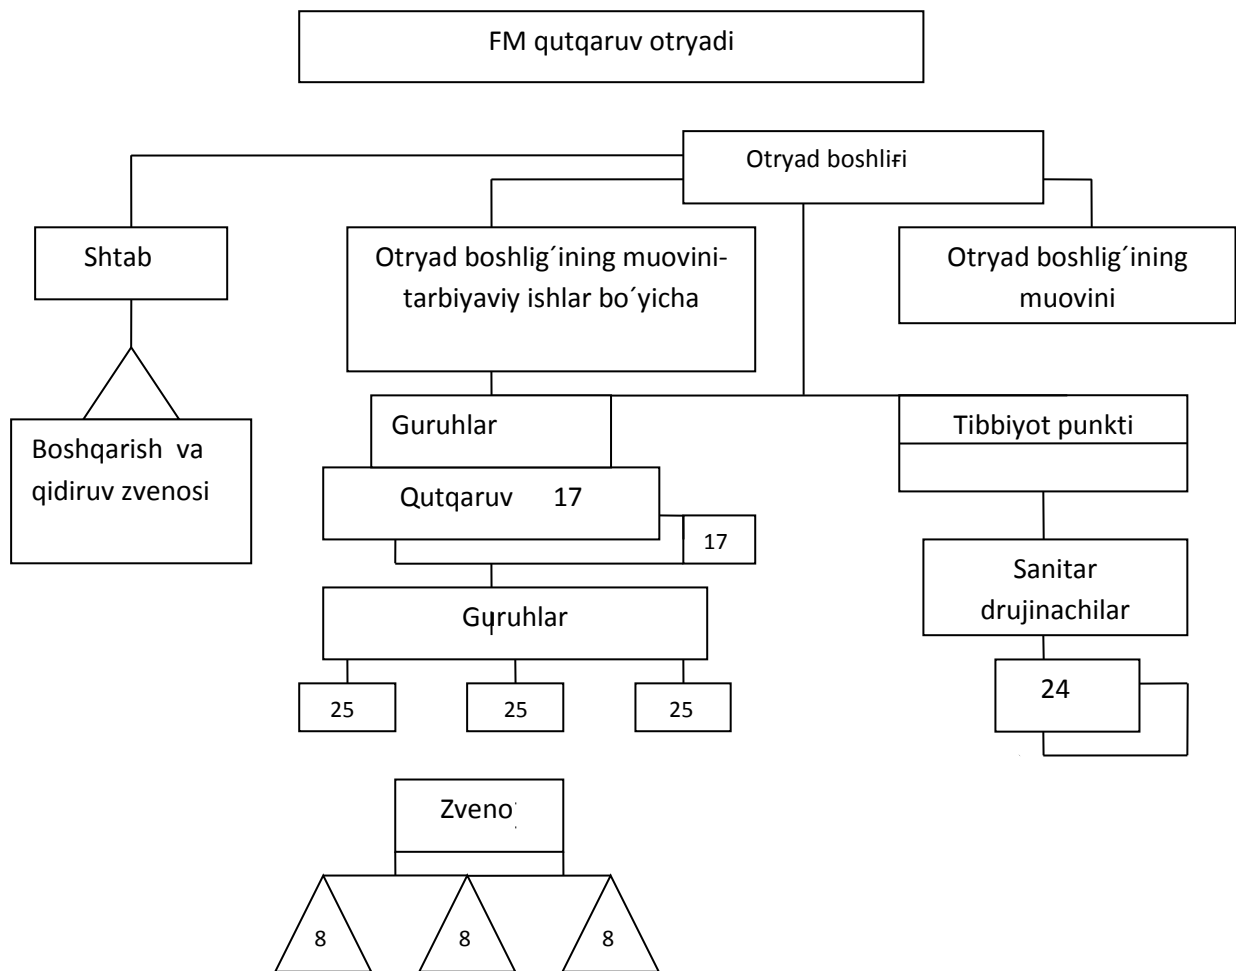 FM qutqaruv otryadi
Otryad boshliғi
Shtab
Otryad boshlig´ining muovini-
tarbiyaviy ishlar bo´yicha
Otryad boshlig´ining
muovini
Boshqarish va
qidiruv zvenosi
Guruhlar
Tibbiyot punkti
Qutqaruv 17
17
Sanitar
drujinachilar
Guruhlar
24
25 25 25
Zveno
8 8 8